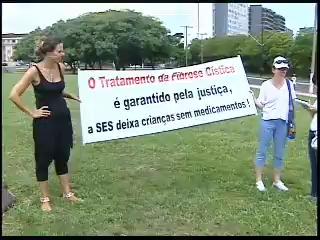 O Tratamento da Fibrose Cística
é garantido pela justiça,
a SES deixa crianças sem medicamentos !